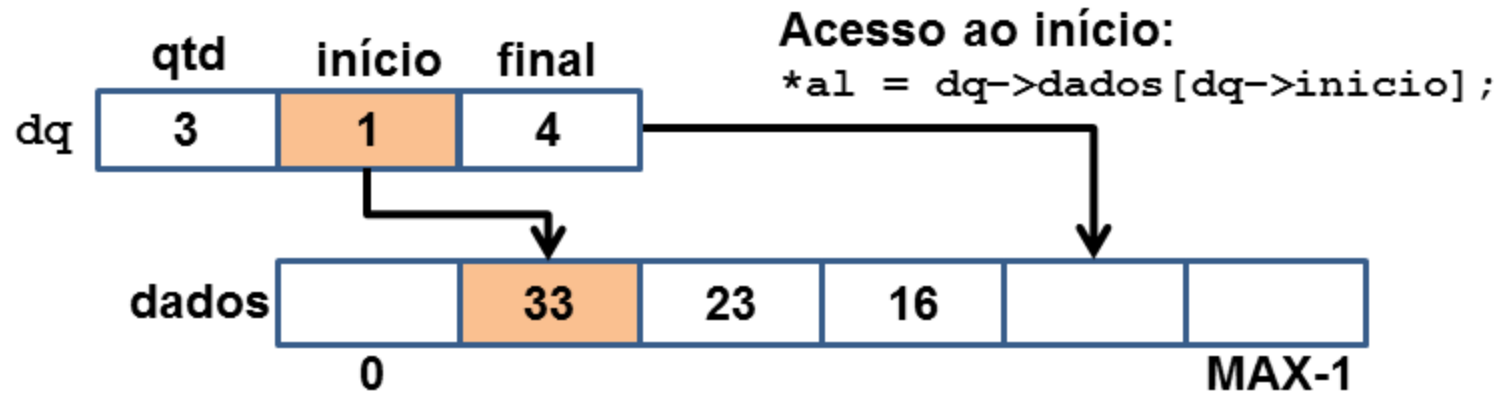 Acesso ao início:
*al = dq->dados[dq->inicio];
qtd início final
dq 3 1 4
dados 33 23 16
0 MAX-1